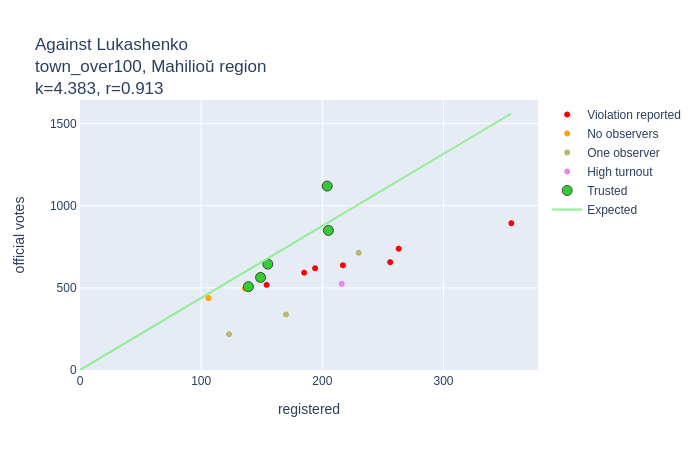 Against Lukashenko
town_over100, Mahilioŭ region
k=4.383, r=0.913
1500
1000
500
0
0
100
200
300
official votes
registered
Violation reported
No observers
One observer
High turnout
Trusted
Expected